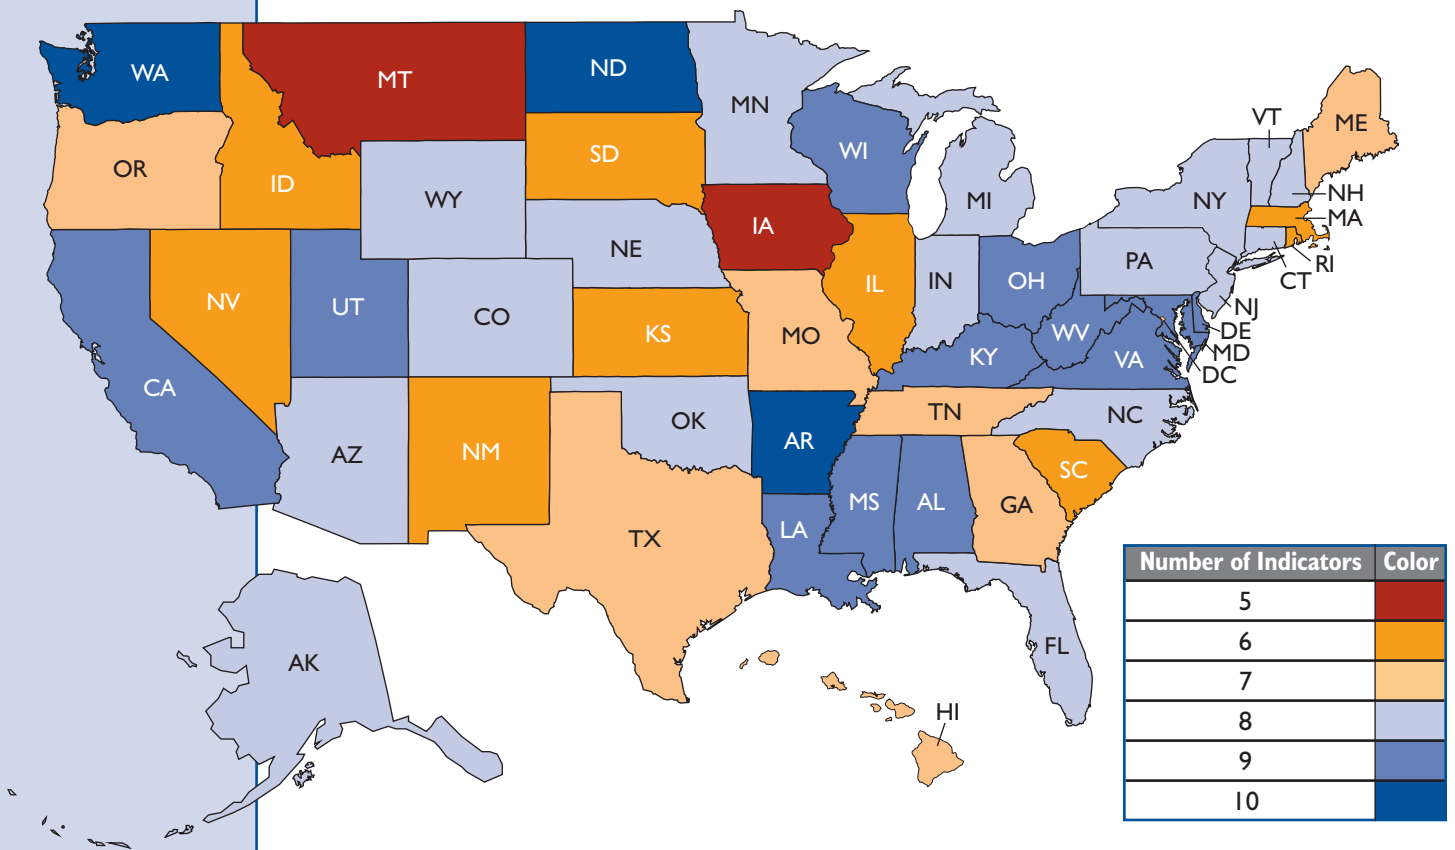 WA
MT
ND
MN
VT
ME
OR
ID
SD
WI
WY
MI
NY
NH
MA
IA
NE
PA
RI
NV
UT
CO
IL
IN
OH
CT
KS
MO
WV
NJ
DE
CA
KY
VA
MD
DC
AZ
NM
OK
AR
TN
NC
SC
TX
LA
MS
AL
GA
AK
FL
HI
Number of Indicators Color
5
6
7
8
9
10